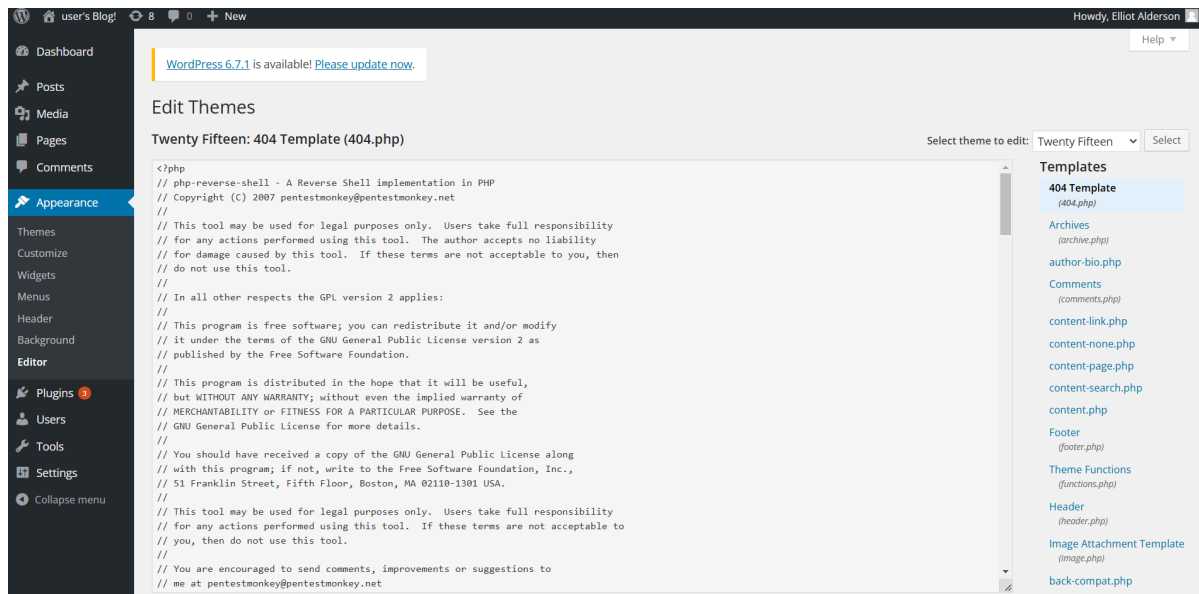 user's Blog! 8 0 + New Howdy, Elliot Alderson
Help
Dashboard
Posts
Media
Pages
Comments
Appearance
Themes
Customize
Widgets
Menus
Header
Background
Editor
Plugins 3
Users
Tools
Settings
Collapse menu
WordPress 6.7.1 is available! Please update now.
Edit Themes
Twenty Fifteen: 404 Template (404.php)
Select theme to edit: Twenty Fifteen Select
<?php
// php-reverse-shell - A Reverse Shell implementation in PHP
// Copyright (C) 2007 pentestmonkey@pentestmonkey.net
//
// This tool may be used for legal purposes only.  Users take full responsibility
// for any actions performed using this tool.  The author accepts no liability
// for damage caused by this tool.  If these terms are not acceptable to you, then
// do not use this tool.
//
// In all other respects the GPL version 2 applies:
//
// This program is free software; you can redistribute it and/or modify
// it under the terms of the GNU General Public License version 2 as
// published by the Free Software Foundation.
//
// This program is distributed in the hope that it will be useful,
// but WITHOUT ANY WARRANTY; without even the implied warranty of
// MERCHANTABILITY or FITNESS FOR A PARTICULAR PURPOSE.  See the
// GNU General Public License for more details.
//
// You should have received a copy of the GNU General Public License along
// with this program; if not, write to the Free Software Foundation, Inc.,
// 51 Franklin Street, Fifth Floor, Boston, MA 02110-1301 USA.
//
// This tool may be used for legal purposes only.  Users take full responsibility
// for any actions performed using this tool.  If these terms are not acceptable to
// you, then do not use this tool.
//
// You are encouraged to send comments, improvements or suggestions to
// me at pentestmonkey@pentestmonkey.net
Templates
404 Template
(404.php)
Archives
(archive.php)
author-bio.php
Comments
(comments.php)
content-link.php
content-none.php
content-page.php
content-search.php
content.php
Footer
(footer.php)
Theme Functions
(functions.php)
Header
(header.php)
Image Attachment Template
(image.php)
back-compat.php